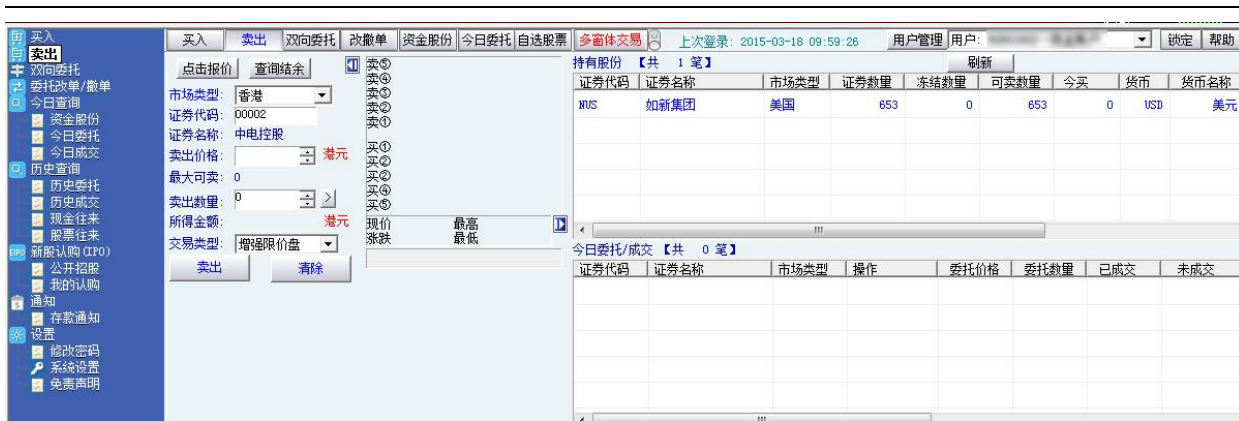 买入
卖出
双向委托
委托改单/撤单
今日查询
资金股份
今日委托
今日成交
历史查询
历史委托
历史成交
现金往来
股票往来
新股认购(IPO)
公开招股
我的认购
通知
存款通知
设置
修改密码
系统设置
免责声明
买入 卖出 双向委托 改撤单 资金股份 今日委托 自选股票 多窗体交易 上次登录: 2015-03-18 09:59:26 用户管理 用户: 锁定 帮助
点击报价 查询结余
市场类型: 香港
证券代码: 00002
证券名称: 中电控股
卖出价格: 港元
最大可卖: 0
卖出数量: 0
所得金额: 港元
交易类型: 增强限价盘
卖出 清除
卖⑤
卖④
卖③
卖②
卖①
买①
买②
买④
买⑤
现价 最高
涨跌 最低
持有股份 【共 1 笔】 刷新
证券代码 证券名称 市场类型 证券数量 冻结数量 可卖数量 今买 货币 货币名称
NUS 如新集团 美国 653 0 653 0 USD 美元
今日委托/成交 【共 0 笔】
证券代码 证券名称 市场类型 操作 委托价格 委托数量 已成交 未成交